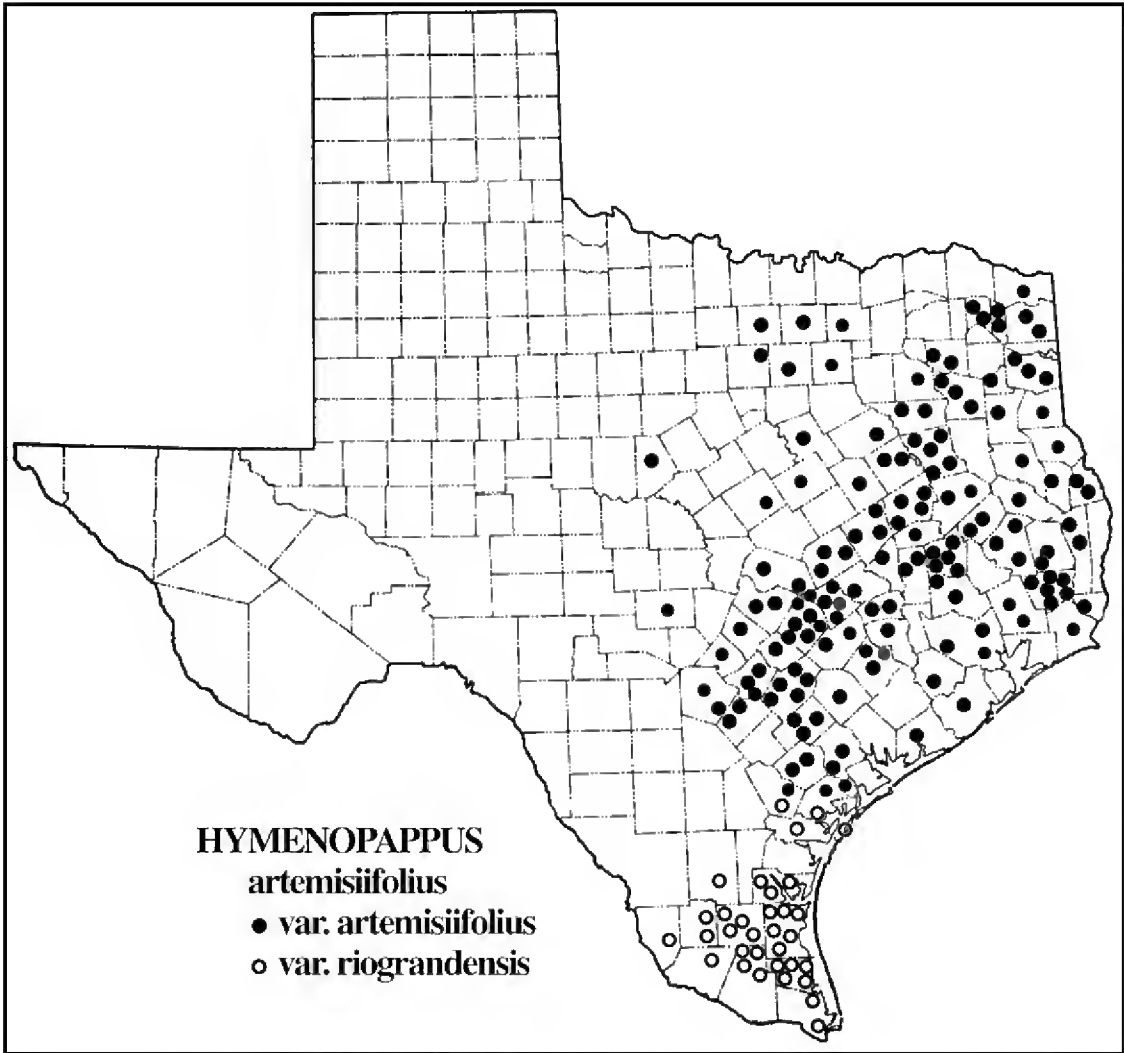 HYMENOPAPPUS
artemisiifolius
● var. artemisiifolius
○ var. riograndensis